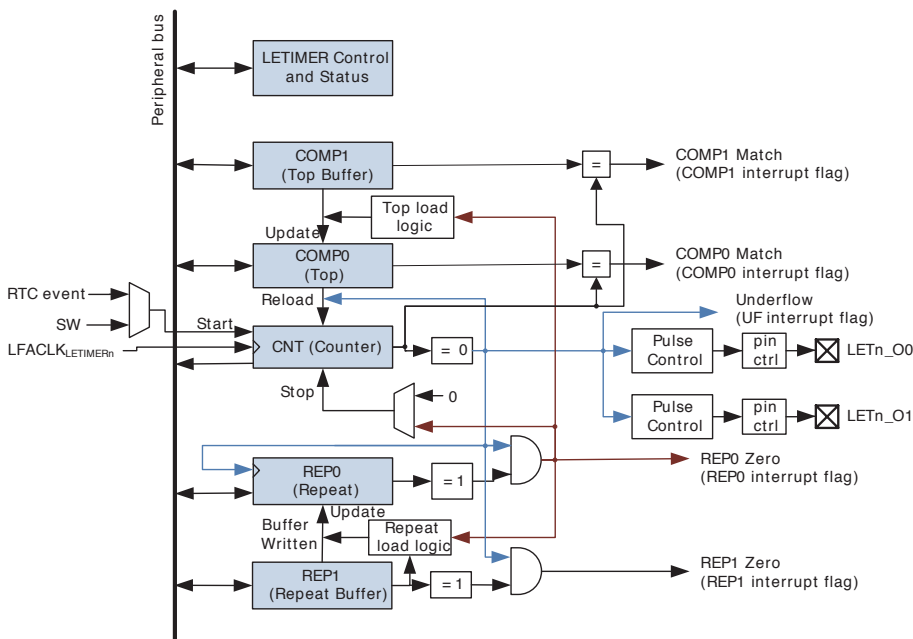 Peripheral bus
LETIMER Control
and Status
COMP1
(Top Buffer)
=
COMP1 Match
(COMP1 interrupt flag)
Top load
logic
Update
COMP0
(Top)
=
COMP0 Match
(COMP0 interrupt flag)
RTC event
SW
LFACLKLETIMERn
Start
Reload
CNT (Counter)
= 0
Underflow
(UF interrupt flag)
Pulse
Control
pin
ctrl
LETn_O0
Stop
0
Pulse
Control
pin
ctrl
LETn_O1
REP0
(Repeat)
= 1
REP0 Zero
(REP0 interrupt flag)
Update
Buffer
Written
Repeat
load logic
REP1
(Repeat Buffer)
= 1
REP1 Zero
(REP1 interrupt flag)